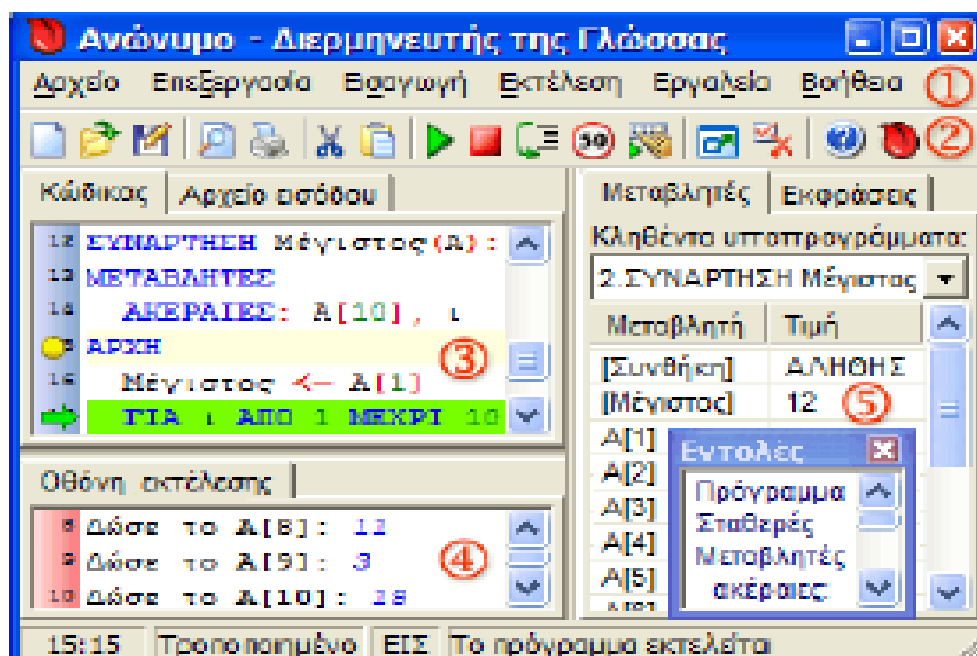 Ανώνυμο - Διερμηνευτής της Γλώσσας
Αρχείο Επεξεργασία Εισαγωγή Εκτέλεση Εργαλεία Βοήθεια ①
②
Κώδικας Αρχείο εισόδου
12 ΣΥΝΑΡΤΗΣΗ Μέγιστος(Α):
13 ΜΕΤΑΒΛΗΤΕΣ
14 ΑΚΕΡΑΙΕΣ: Α[10], ι
ΑΡΧΗ
③
16 Μέγιστος <- Α[1]
ΓΙΑ ι ΑΠΟ 1 ΜΕΧΡΙ 10
Οθόνη εκτέλεσης
8 Δώσε το Α[8]: 12
9 Δώσε το Α[9]: 3
④
10 Δώσε το Α[10]: 28
Μεταβλητές Εκφράσεις
Κληθέντα υποπρογράμματα:
2.ΣΥΝΑΡΤΗΣΗ Μέγιστος
Μεταβλητή Τιμή
[Συνθήκη] ΑΛΗΘΗΣ
[Μέγιστος] 12 ⑤
Α[1]
Α[2]
Α[3]
Α[4]
Α[5]
Εντολές
Πρόγραμμα
Σταθερές
Μεταβλητές
ακέραιες:
15:15 Τροποποιημένο ΕΙΣ Το πρόγραμμα εκτελείται